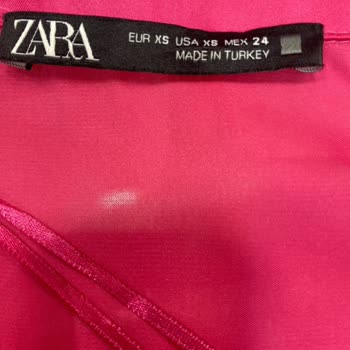 ZARA
EUR XS USA XS MEX 24
MADE IN TURKEY